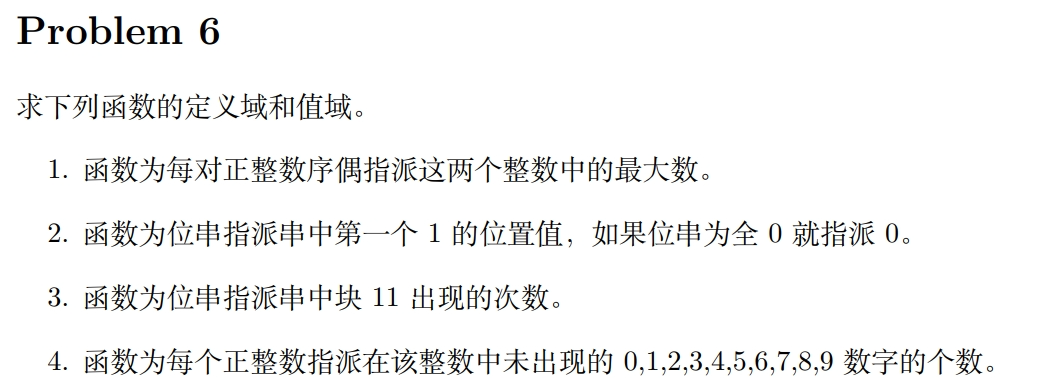 Problem 6
求下列函数的定义域和值域。
1. 函数为每对正整数序偶指派这两个整数中的最大数。
2. 函数为位串指派串中第一个 1 的位置值，如果位串为全 0 就指派 0。
3. 函数为位串指派串中块 11 出现的次数。
4. 函数为每个正整数指派在该整数中未出现的 0,1,2,3,4,5,6,7,8,9 数字的个数。